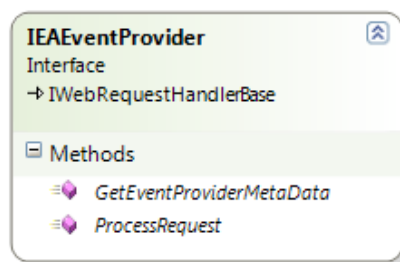 IEAEventProvider
Interface
IWebRequestHandlerBase
Methods
GetEventProviderMetaData
ProcessRequest